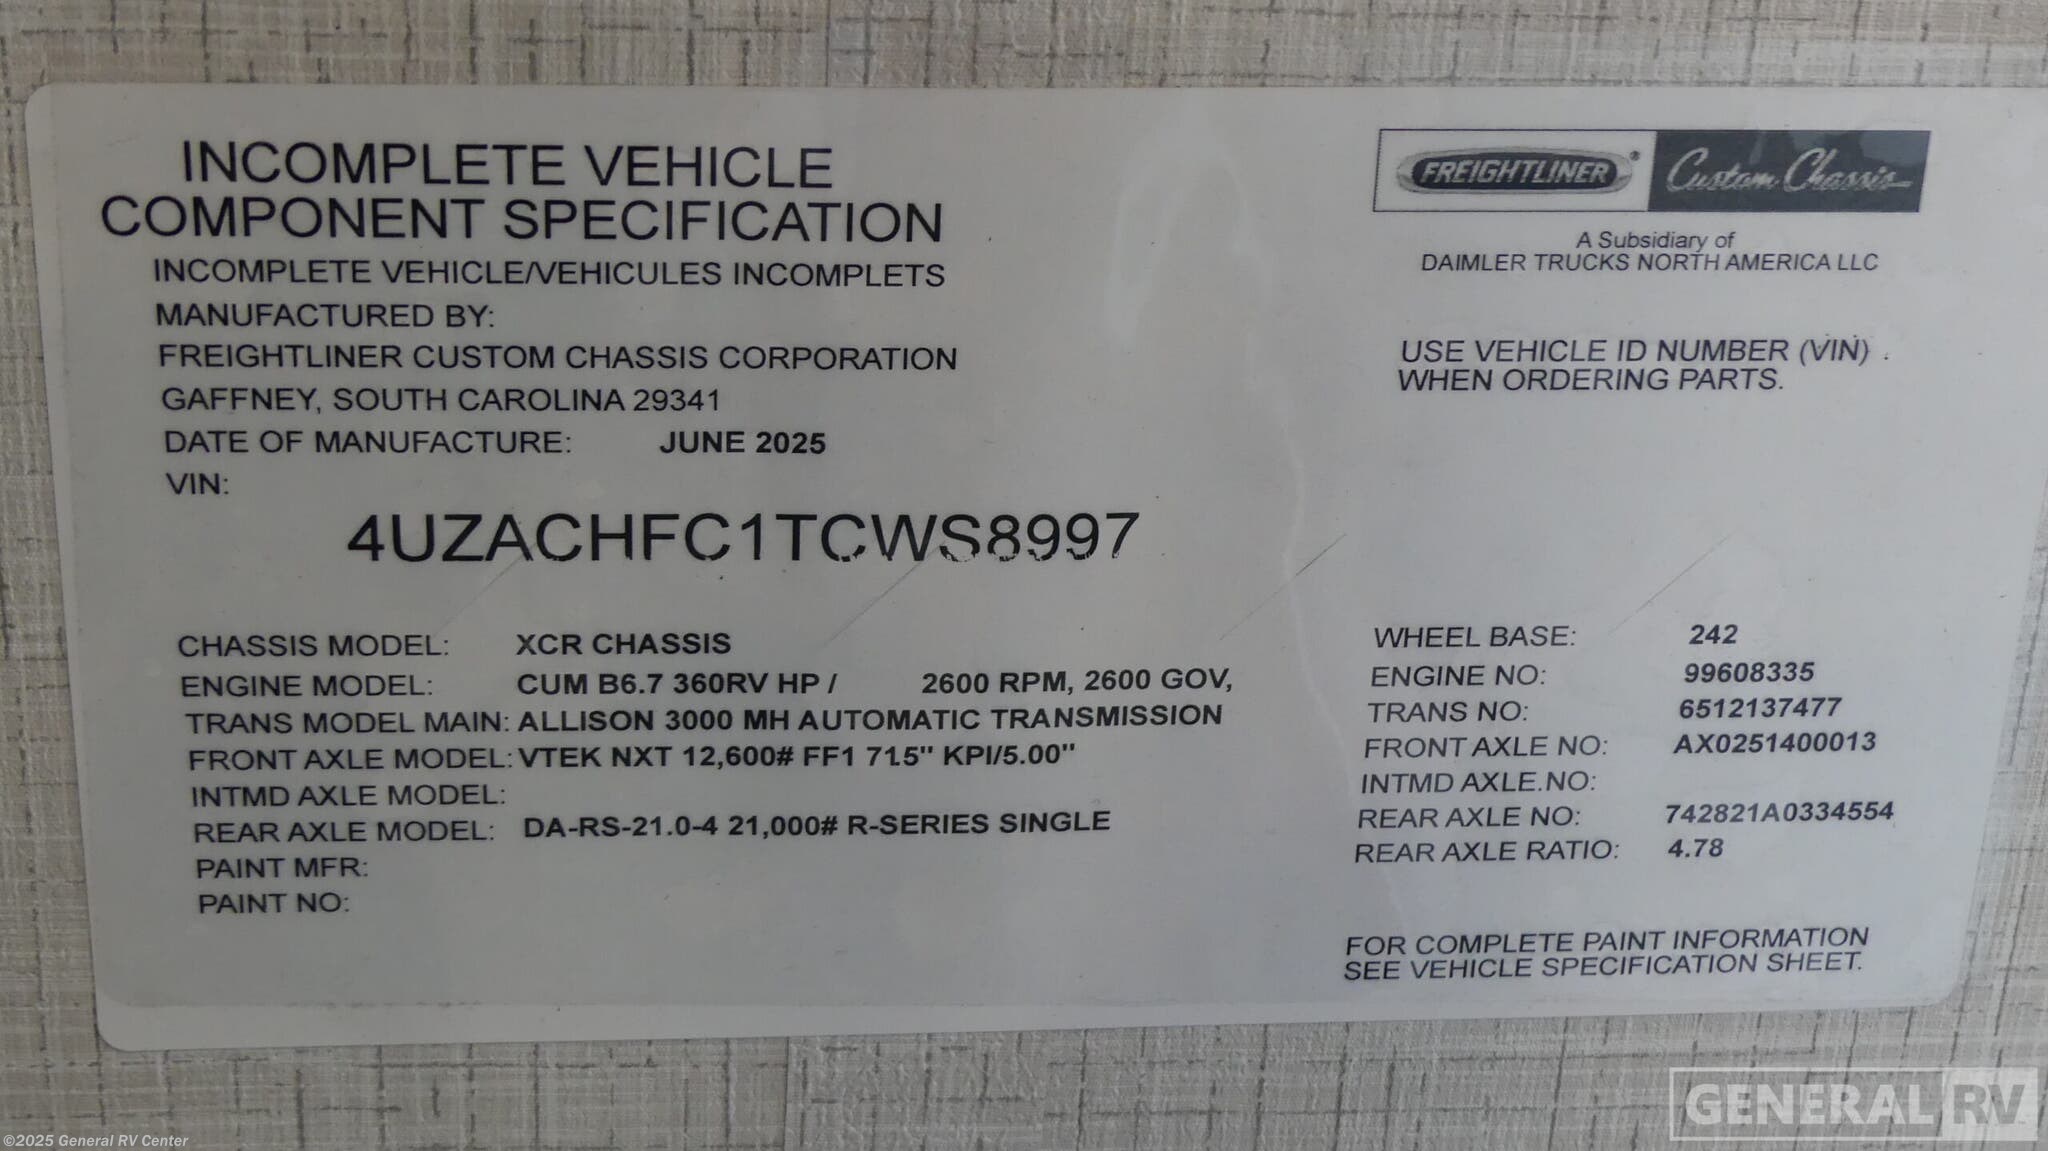 INCOMPLETE VEHICLE
COMPONENT SPECIFICATION
INCOMPLETE VEHICLE/VEHICULES INCOMPLETS
MANUFACTURED BY:
FREIGHTLINER CUSTOM CHASSIS CORPORATION
GAFFNEY, SOUTH CAROLINA 29341
DATE OF MANUFACTURE: JUNE 2025
VIN:
4UZACHFC1TCWS8997
FREIGHTLINER® Custom Chassis
A Subsidiary of
DAIMLER TRUCKS NORTH AMERICA LLC
USE VEHICLE ID NUMBER (VIN)
WHEN ORDERING PARTS.
CHASSIS MODEL: XCR CHASSIS
ENGINE MODEL: CUM B6.7 360RV HP / 2600 RPM, 2600 GOV,
TRANS MODEL MAIN: ALLISON 3000 MH AUTOMATIC TRANSMISSION
FRONT AXLE MODEL: VTEK NXT 12,600# FF1 71.5" KPI/5.00"
INTMD AXLE MODEL:
REAR AXLE MODEL: DA-RS-21.0-4 21,000# R-SERIES SINGLE
PAINT MFR:
PAINT NO:
WHEEL BASE: 242
ENGINE NO: 99608335
TRANS NO: 6512137477
FRONT AXLE NO: AX0251400013
INTMD AXLE.NO:
REAR AXLE NO: 742821A0334554
REAR AXLE RATIO: 4.78
FOR COMPLETE PAINT INFORMATION
SEE VEHICLE SPECIFICATION SHEET.
GENERAL RV
©2025 General RV Center